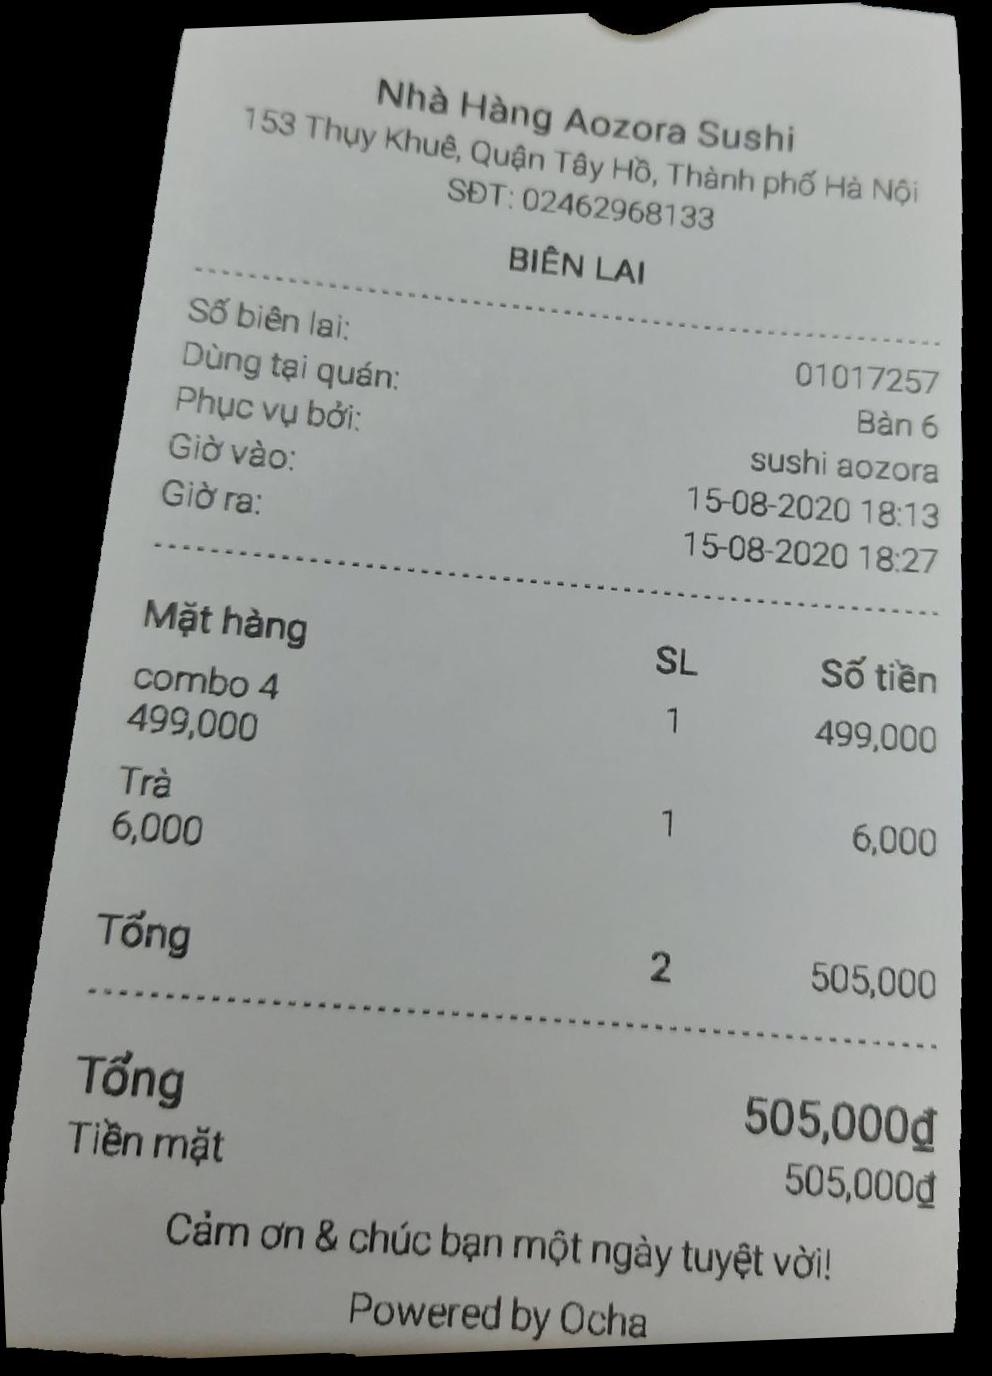 Nhà Hàng Aozora Sushi
153 Thụy Khuê, Quận Tây Hồ, Thành phố Hà Nội
SĐT: 02462968133
BIÊN LAI
Số biên lai: 01017257
Dùng tại quán: Bàn 6
Phục vụ bởi: sushi aozora
Giờ vào: 15-08-2020 18:13
Giờ ra: 15-08-2020 18:27
Mặt hàng SL Số tiền
combo 4
499,000 1 499,000
Trà
6,000 1 6,000
Tổng 2 505,000
Tổng 505,000₫
Tiền mặt 505,000₫
Cảm ơn & chúc bạn một ngày tuyệt vời!
Powered by Ocha